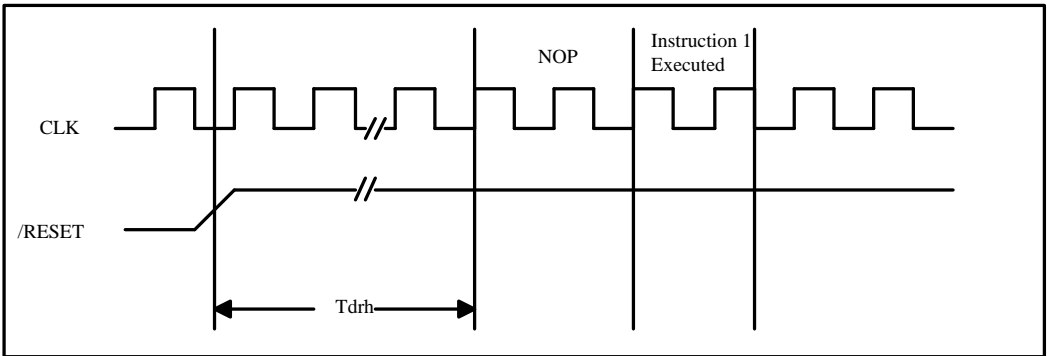 NOP
Instruction 1
Executed
CLK
/RESET
Tdrh